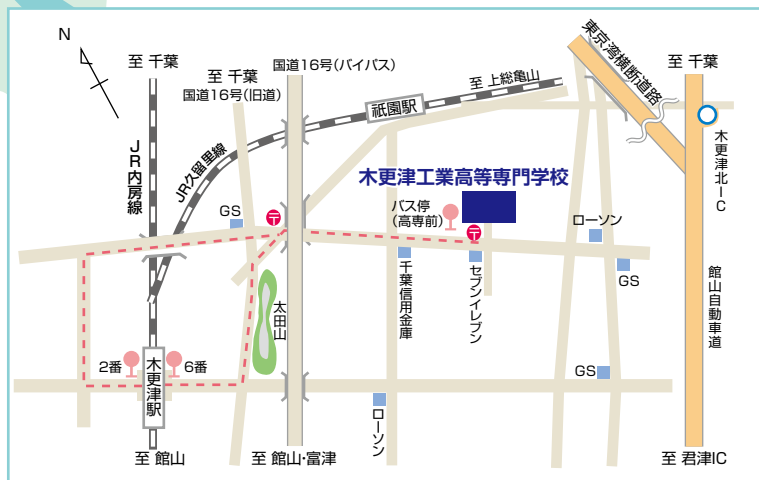 N
至 千葉
至 千葉
国道16号(旧道)
国道16号(バイパス)
至 上総亀山
東京湾横断道路
至 千葉
祇園駅
JR内房線
JR久留里線
木更津北IC
木更津工業高等専門学校
GS
〒
バス停
(高専前)
〒
ローソン
太田山
千葉信用金庫
セブンイレブン
GS
館山自動車道
2番
木更津駅
6番
GS
ローソン
至 館山
至 館山・富津
至 君津IC